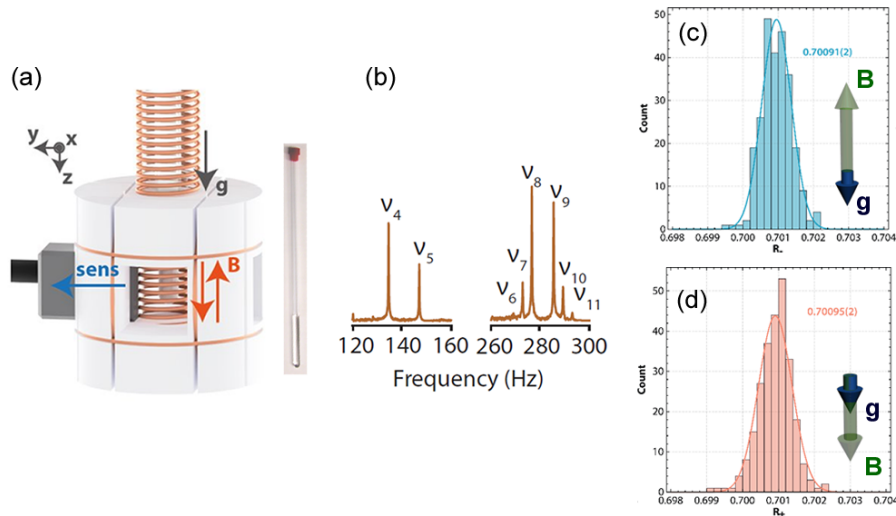 (a)
y
x
z
g
sens
B
(b)
ν4
ν5
ν6
ν7
ν8
ν9
ν10
ν11
120 140 160 260 280 300
Frequency (Hz)
(c)
50
40
30
20
10
0
Count
0.70091(2)
B
g
0.698 0.699 0.700 0.701 0.702 0.703 0.704
R-
(d)
50
40
30
20
10
0
Count
0.70095(2)
g
B
0.698 0.699 0.700 0.701 0.702 0.703 0.704
R+